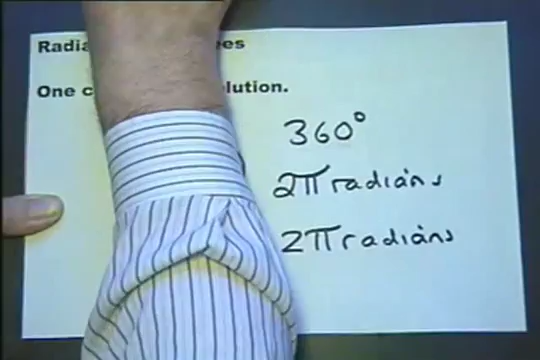 Radia ees
One c lution.
360°
2π radians
2π radians